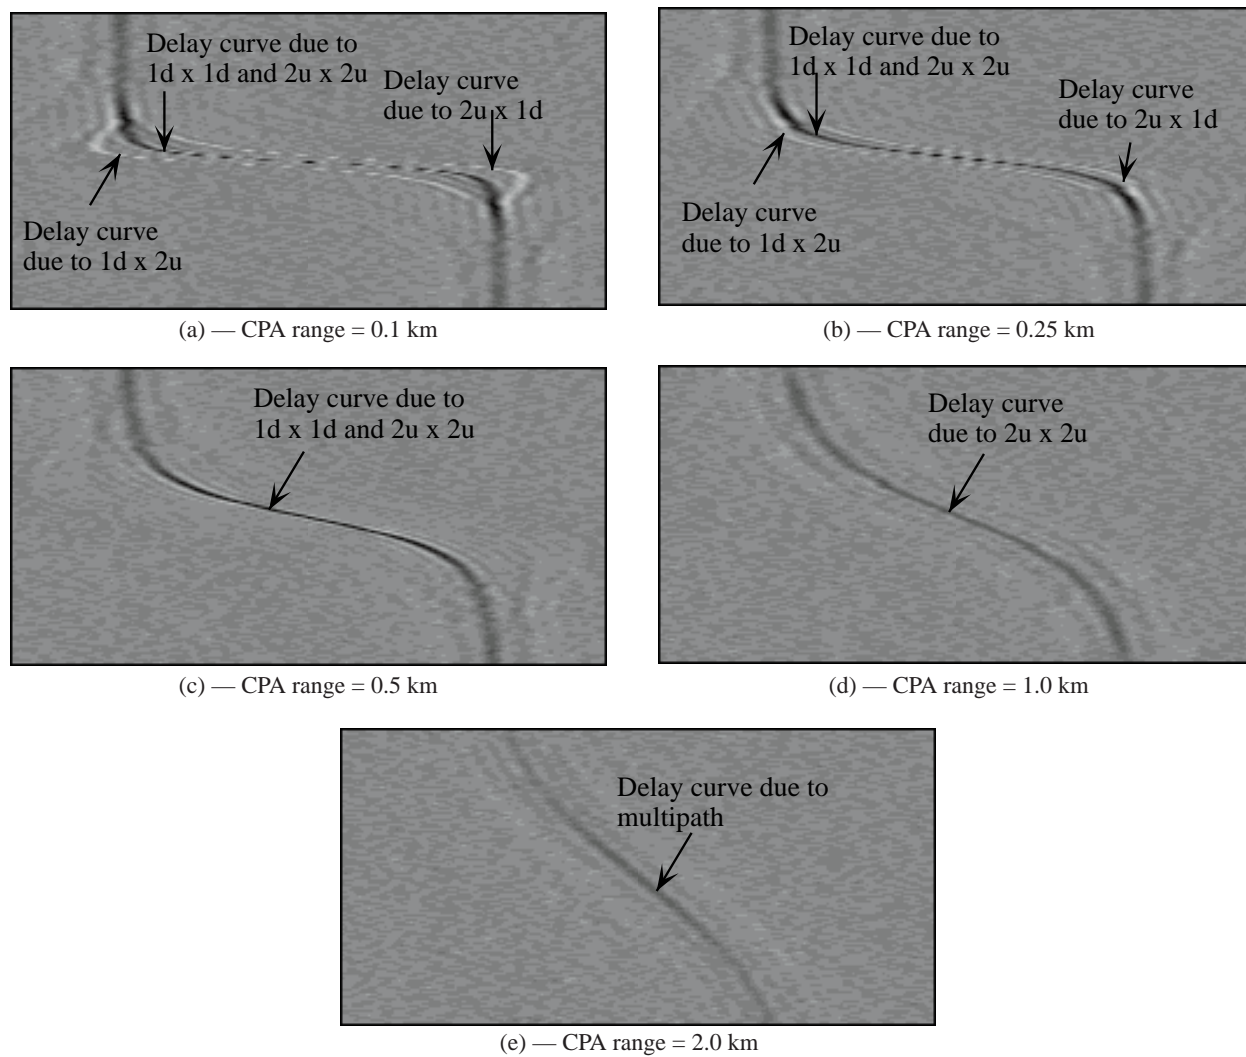 Delay curve due to
1d x 1d and 2u x 2u
Delay curve
due to 2u x 1d
Delay curve
due to 1d x 2u
(a) — CPA range = 0.1 km
Delay curve due to
1d x 1d and 2u x 2u
Delay curve
due to 2u x 1d
Delay curve
due to 1d x 2u
(b) — CPA range = 0.25 km
Delay curve due to
1d x 1d and 2u x 2u
(c) — CPA range = 0.5 km
Delay curve
due to 2u x 2u
(d) — CPA range = 1.0 km
Delay curve due to
multipath
(e) — CPA range = 2.0 km